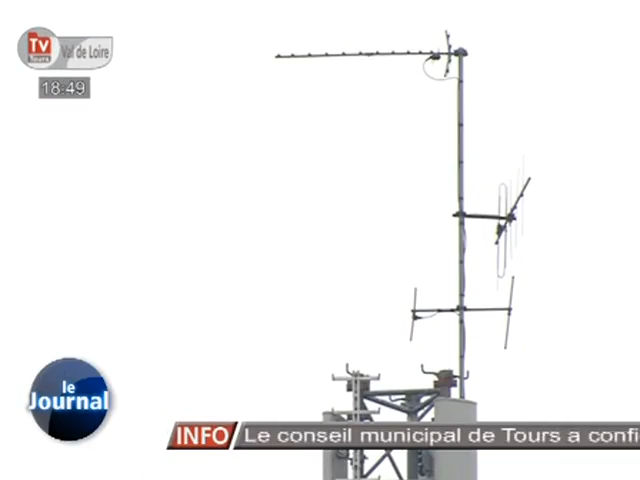 Tv
Tours
Val de Loire
18:49
le
Journal
INFO
Le conseil municipal de Tours a confi